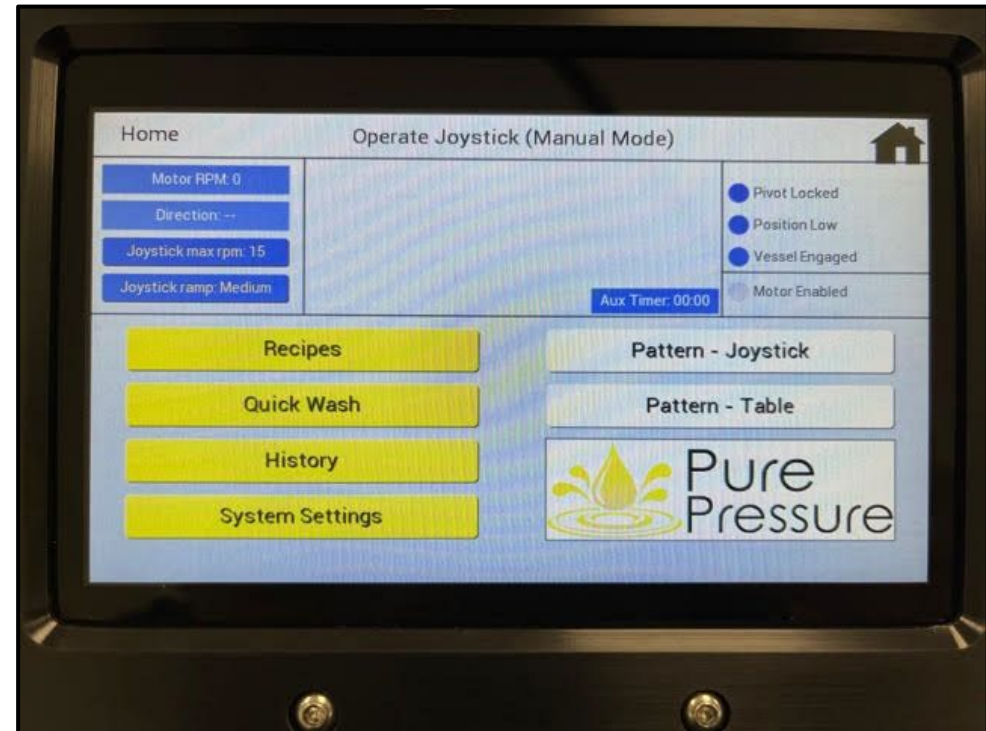 Home
Operate Joystick (Manual Mode)
Motor RPM: 0
Direction: --
Joystick max rpm: 15
Joystick ramp: Medium
Aux Timer: 00:00
Pivot Locked
Position Low
Vessel Engaged
Motor Enabled
Recipes
Quick Wash
History
System Settings
Pattern - Joystick
Pattern - Table
Pure
Pressure